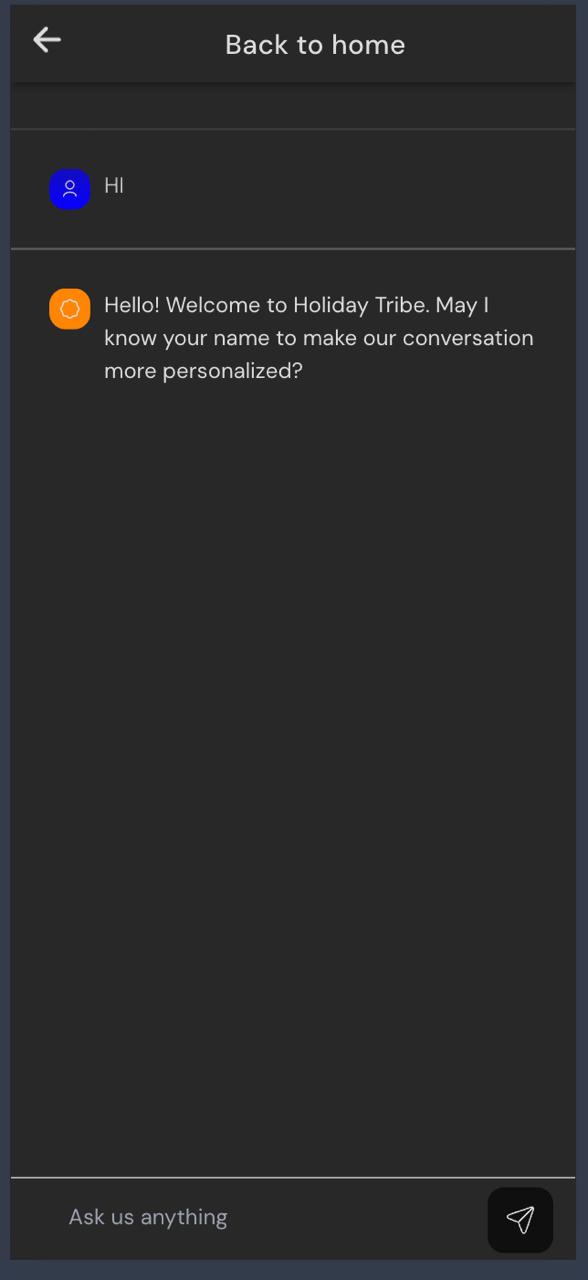 Back to home
HI
Hello! Welcome to Holiday Tribe. May I
know your name to make our conversation
more personalized?
Ask us anything